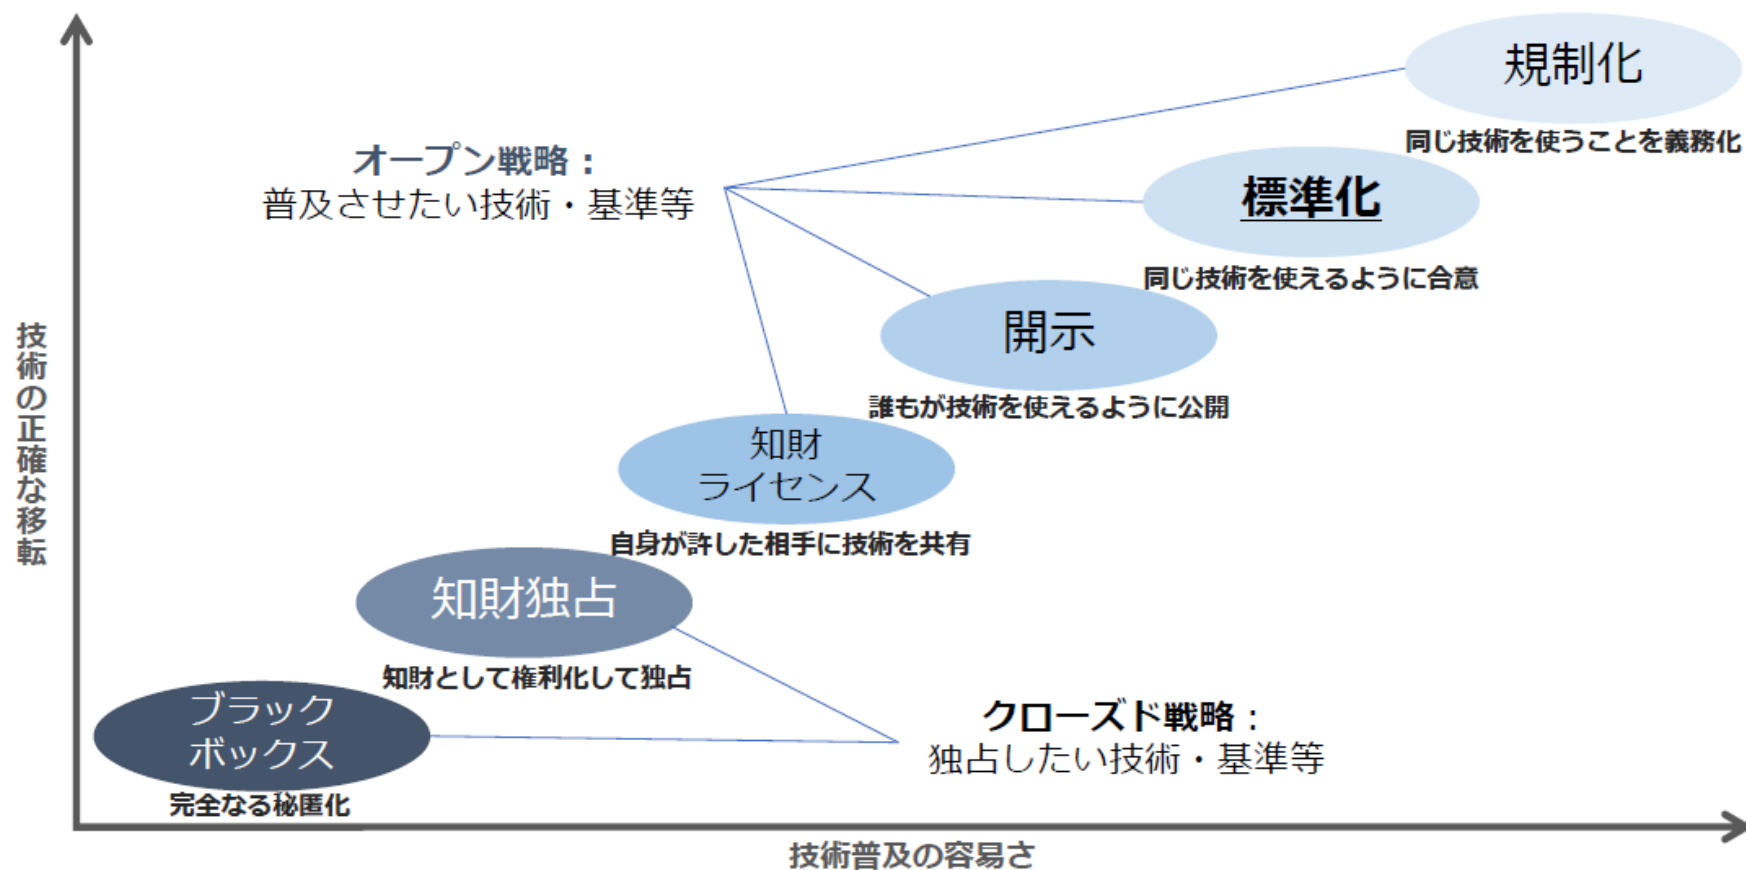 規制化
同じ技術を使うことを義務化
オープン戦略：
普及させたい技術・基準等
標準化
同じ技術を使えるように合意
開示
誰もが技術を使えるように公開
知財
ライセンス
自身が許した相手に技術を共有
知財独占
知財として権利化して独占
ブラック
ボックス
完全なる秘匿化
クローズド戦略：
独占したい技術・基準等
技術の正確な移転
技術普及の容易さ